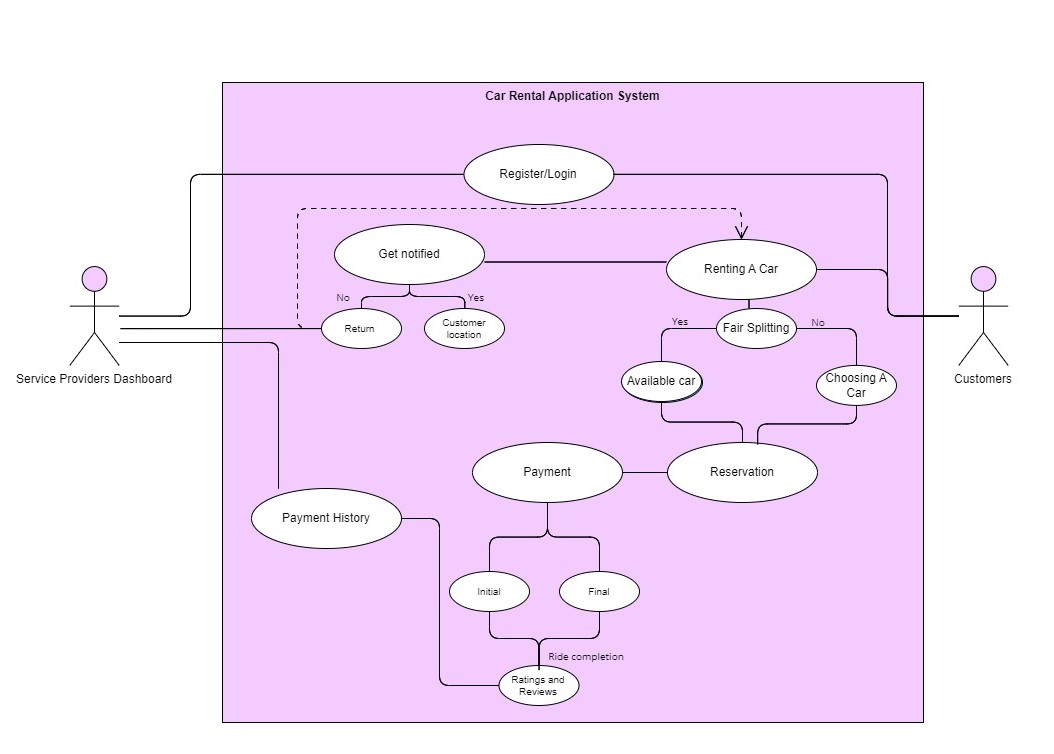 Car Rental Application System
Register/Login
Get notified
Renting A Car
No
Yes
Return
Customer
location
Yes
Fair Splitting
No
Service Providers Dashboard
Available car
Choosing A
Car
Customers
Payment
Reservation
Payment History
Initial
Final
Ride completion
Ratings and
Reviews